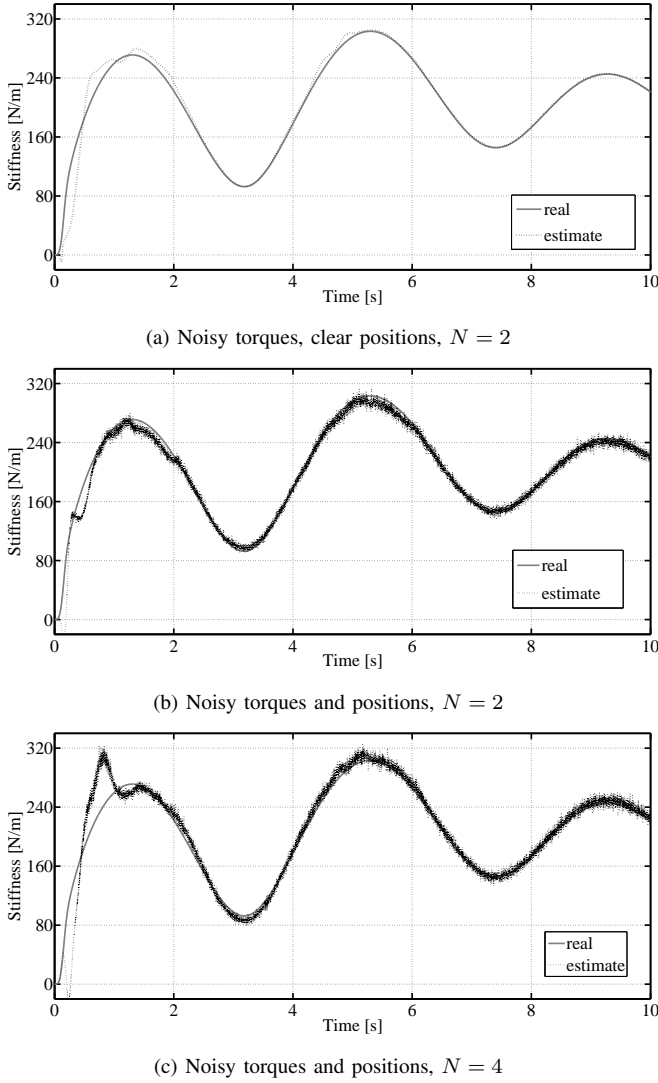 320
240
160
80
0
Stiffness [N/m]
real
estimate
0 2 4 6 8 10
Time [s]
(a) Noisy torques, clear positions, N = 2
320
240
160
80
0
Stiffness [N/m]
real
estimate
0 2 4 6 8 10
Time [s]
(b) Noisy torques and positions, N = 2
320
240
160
80
0
Stiffness [N/m]
real
estimate
0 2 4 6 8 10
Time [s]
(c) Noisy torques and positions, N = 4